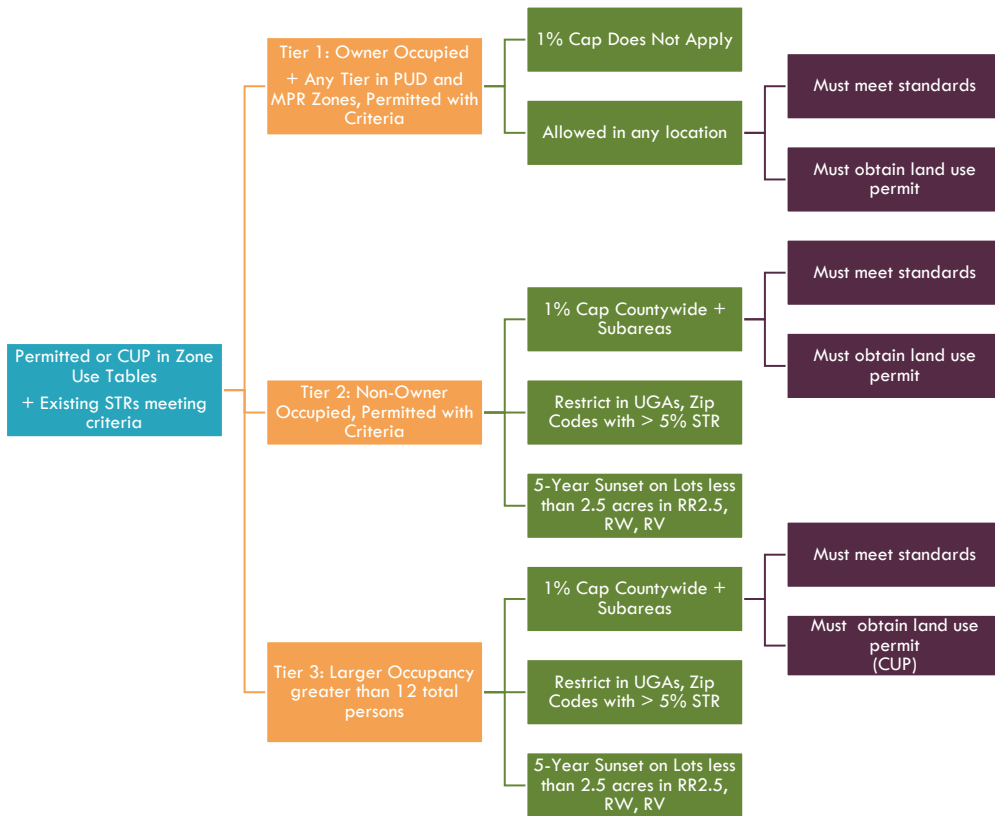 Permitted or CUP in Zone
Use Tables
+ Existing STRs meeting
criteria
Tier 1: Owner Occupied
+ Any Tier in PUD and
MPR Zones, Permitted with
Criteria
1% Cap Does Not Apply
Allowed in any location
Must meet standards
Must obtain land use
permit
Tier 2: Non-Owner
Occupied, Permitted with
Criteria
1% Cap Countywide +
Subareas
Must meet standards
Must obtain land use
permit
Restrict in UGAs, Zip
Codes with > 5% STR
5-Year Sunset on Lots less
than 2.5 acres in RR2.5,
RW, RV
Tier 3: Larger Occupancy
greater than 12 total
persons
1% Cap Countywide +
Subareas
Must meet standards
Must obtain land use
permit
(CUP)
Restrict in UGAs, Zip
Codes with > 5% STR
5-Year Sunset on Lots less
than 2.5 acres in RR2.5,
RW, RV